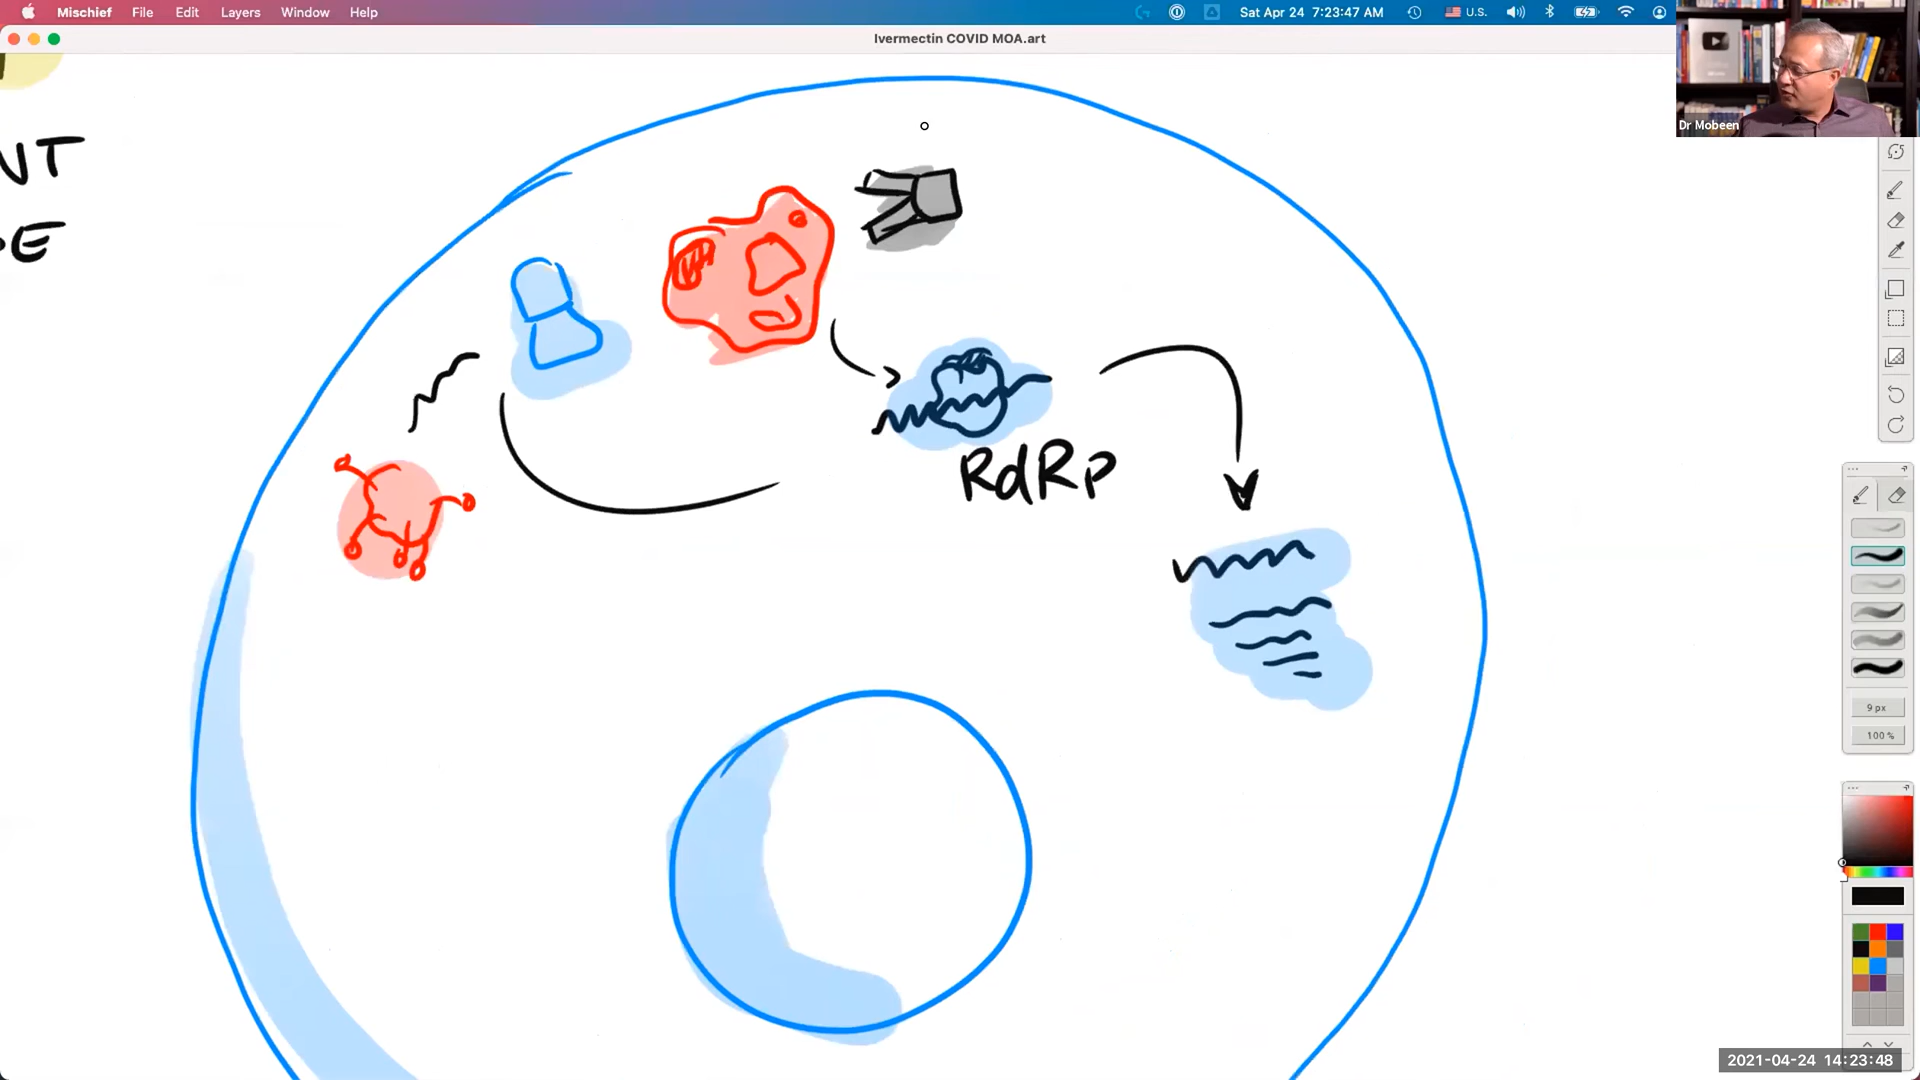 Mischief File Edit Layers Window Help
U.S. Sat Apr 24 7:23:47 AM
Ivermectin COVID MOA.art
Dr Mobeen
NT
E
RdRp
9 px
100 %
2021-04-24 14:23:48